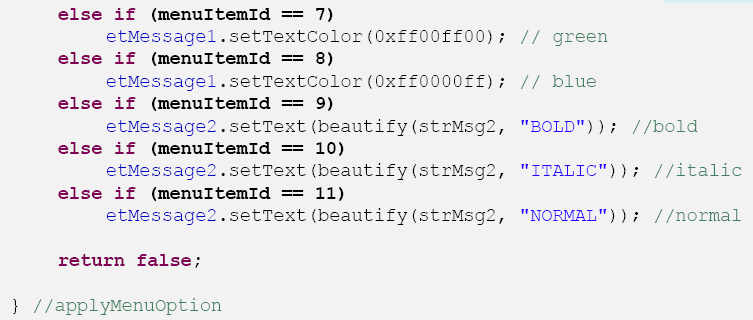 else if (menuItemId == 7)
etMessage1.setTextColor(0xff00ff00); // green
else if (menuItemId == 8)
etMessage1.setTextColor(0xff0000ff); // blue
else if (menuItemId == 9)
etMessage2.setText(beautify(strMsg2, "BOLD")); //bold
else if (menuItemId == 10)
etMessage2.setText(beautify(strMsg2, "ITALIC")); //italic
else if (menuItemId == 11)
etMessage2.setText(beautify(strMsg2, "NORMAL")); //normal
return false;
} //applyMenuOption